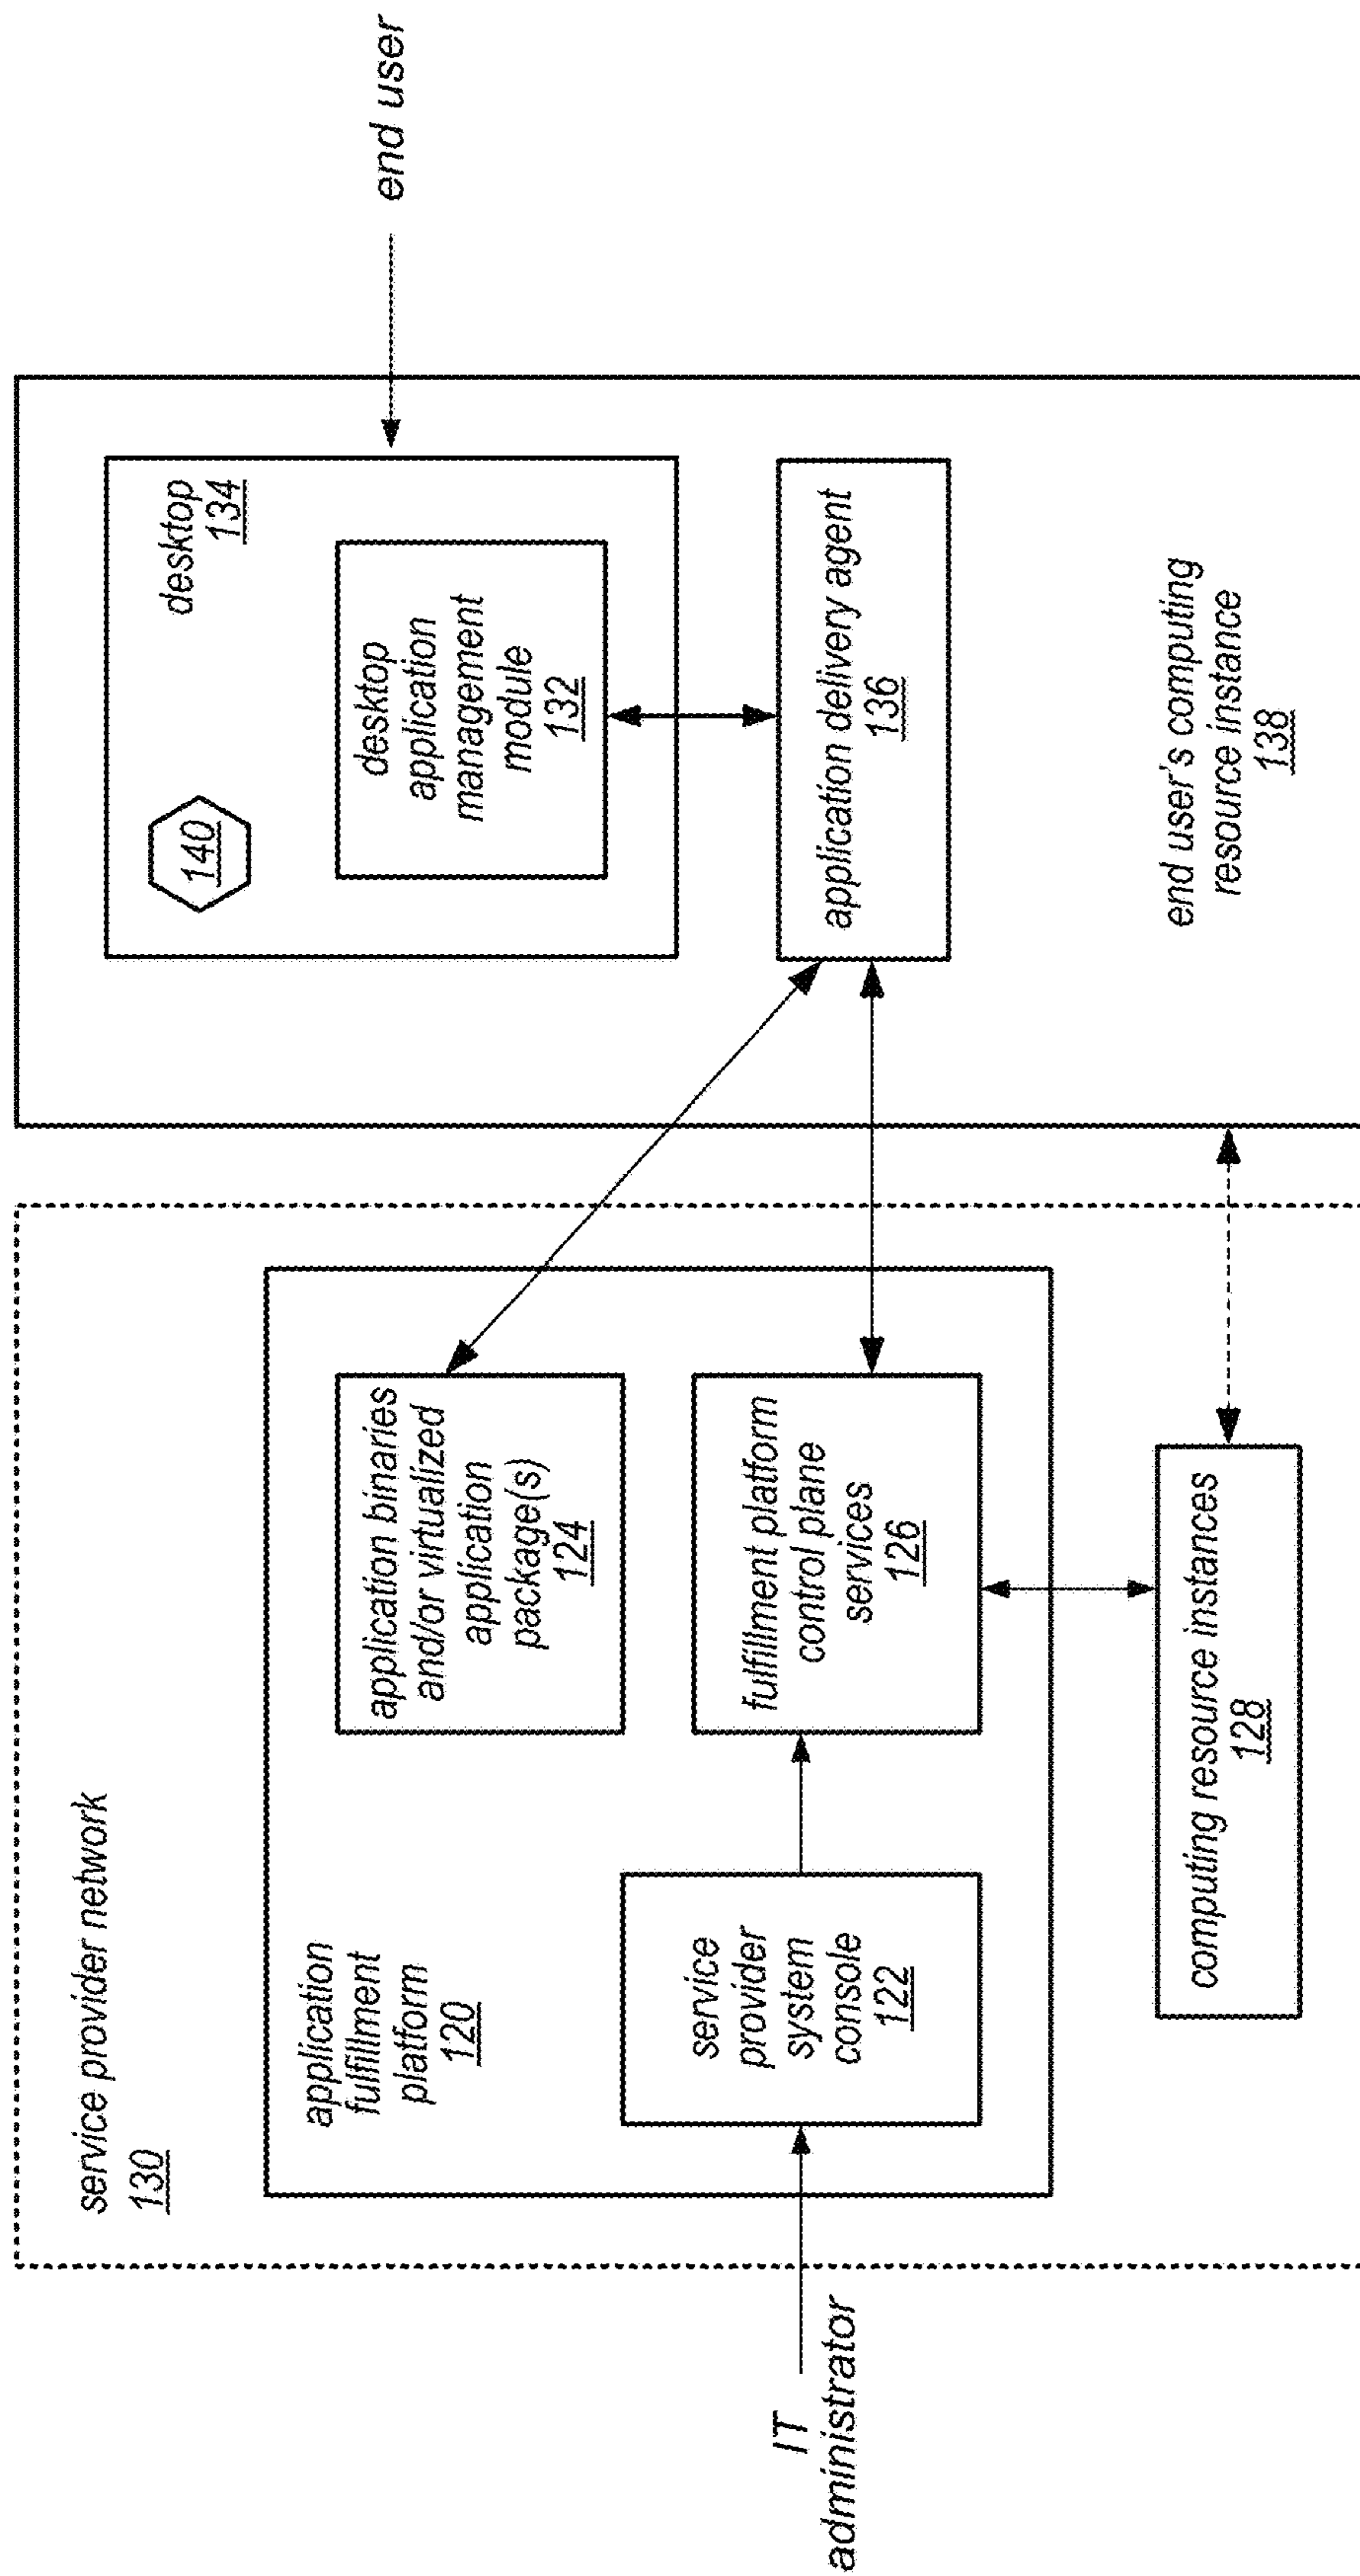 service provider network
130
application
fulfillment
platform
120
application binaries
and/or virtualized
application
package(s)
124
service
provider
system
console
122
fulfillment platform
control plane
services
126
computing resource instances
128
IT
administrator
desktop
134
140
desktop
application
management
module
132
application delivery agent
136
end user's computing
resource instance
138
end user